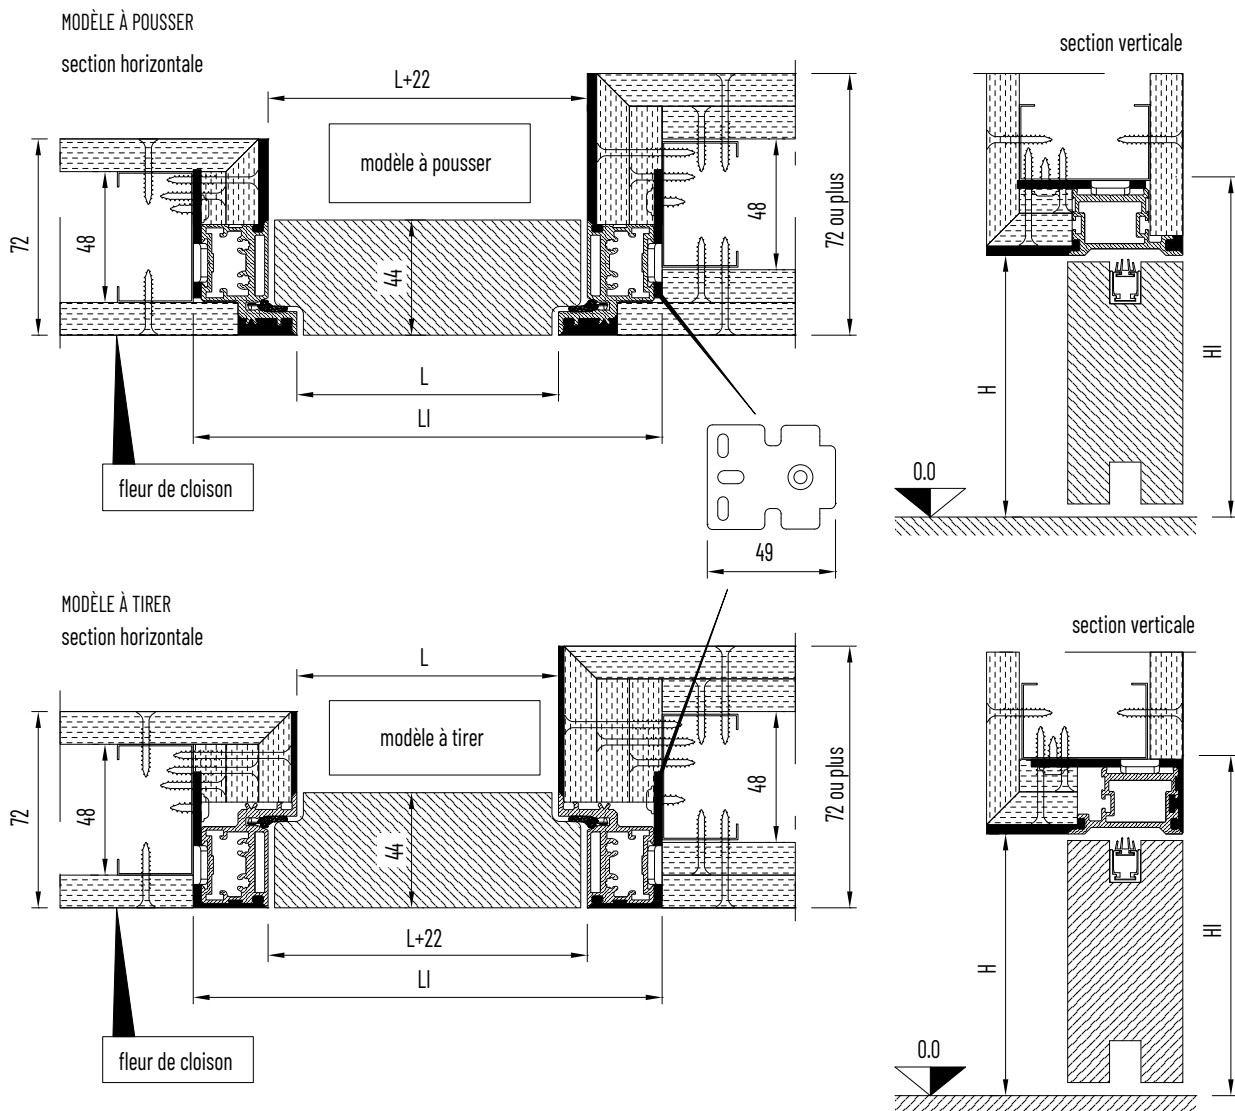 MODÈLE À POUSSER
section horizontale
section verticale
L+22
modèle à pousser
72
48
44
48
72 ou plus
L
LI
fleur de cloison
49
H
HI
0.0
MODÈLE À TIRER
section horizontale
section verticale
L
modèle à tirer
72
48
44
48
72 ou plus
L+22
LI
fleur de cloison
H
HI
0.0